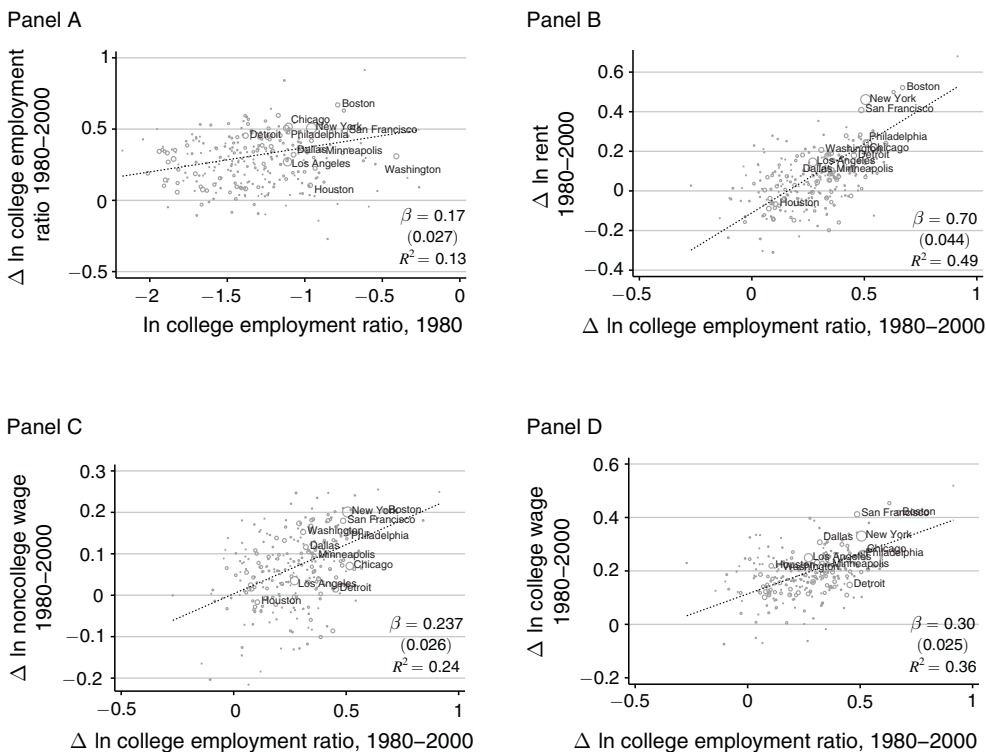 Panel A
Δ ln college employment
ratio 1980–2000
1
0.5
0
−0.5
Boston
Chicago
New York
San Francisco
Detroit
Philadelphia
Dallas
Minneapolis
Los Angeles
Washington
Houston
β = 0.17
(0.027)
R² = 0.13
−2
−1.5
−1
−0.5
0
ln college employment ratio, 1980
Panel B
Δ ln rent
1980–2000
0.6
0.4
0.2
0
−0.2
−0.4
Boston
New York
San Francisco
Philadelphia
Washington
Chicago
Detroit
Los Angeles
Dallas
Minneapolis
Houston
β = 0.70
(0.044)
R² = 0.49
−0.5
0
0.5
1
Δ ln college employment ratio, 1980–2000
Panel C
Δ ln noncollege wage
1980–2000
0.3
0.2
0.1
0
−0.1
−0.2
New York
Boston
San Francisco
Washington
Philadelphia
Dallas
Minneapolis
Chicago
Los Angeles
Detroit
Houston
β = 0.237
(0.026)
R² = 0.24
−0.5
0
0.5
1
Δ ln college employment ratio, 1980–2000
Panel D
Δ ln college wage
1980–2000
0.6
0.4
0.2
0
−0.2
San Francisco
Boston
Dallas
New York
Chicago
Philadelphia
Los Angeles
Houston
Minneapolis
Washington
Detroit
β = 0.30
(0.025)
R² = 0.36
−0.5
0
0.5
1
Δ ln college employment ratio, 1980–2000